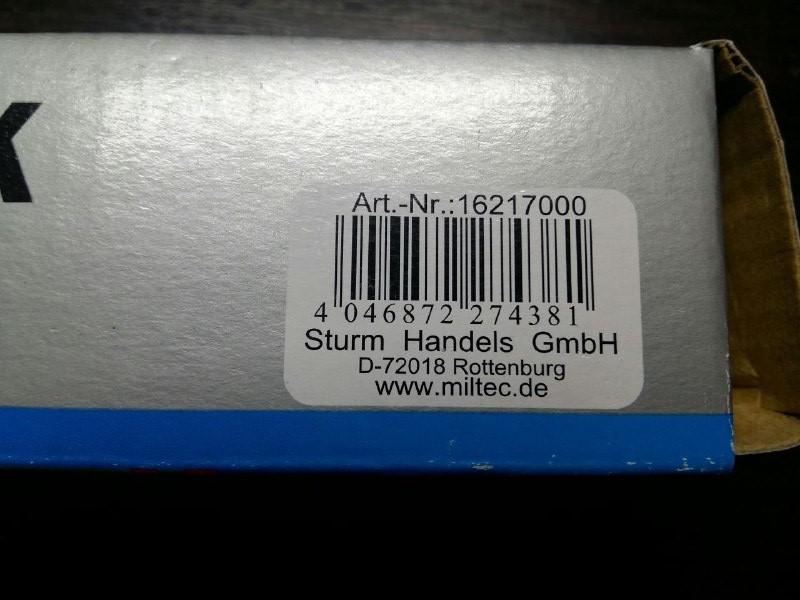 K
Art.-Nr.:16217000
4 046872 274381
Sturm Handels GmbH
D-72018 Rottenburg
www.miltec.de